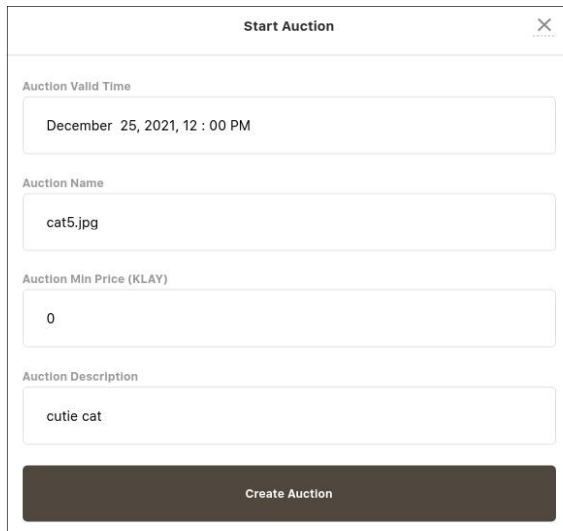 Start Auction
Auction Valid Time
December 25, 2021, 12 : 00 PM
Auction Name
cat5.jpg
Auction Min Price (KLAY)
0
Auction Description
cutie cat
Create Auction